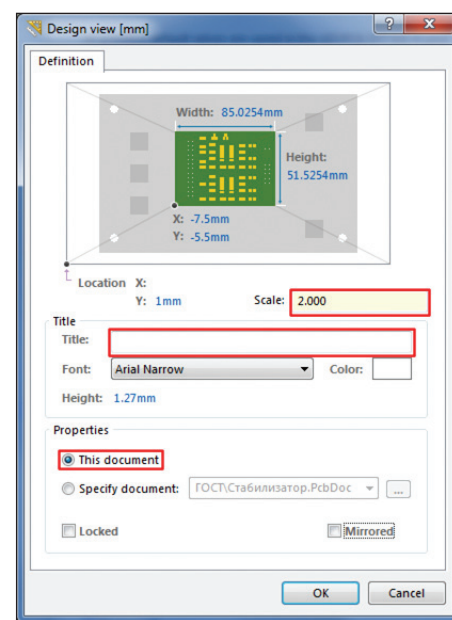 Design view [mm]
Definition
Width: 85.0254mm
Height:
51.5254mm
X: -7.5mm
Y: -5.5mm
Location X:
Y: 1mm Scale: 2.000
Title
Title:
Font: Arial Narrow Color:
Height: 1.27mm
Properties
This document
Specify document: ГОСТ\Стабилизатор.PcbDoc ...
Locked Mirrored
OK Cancel